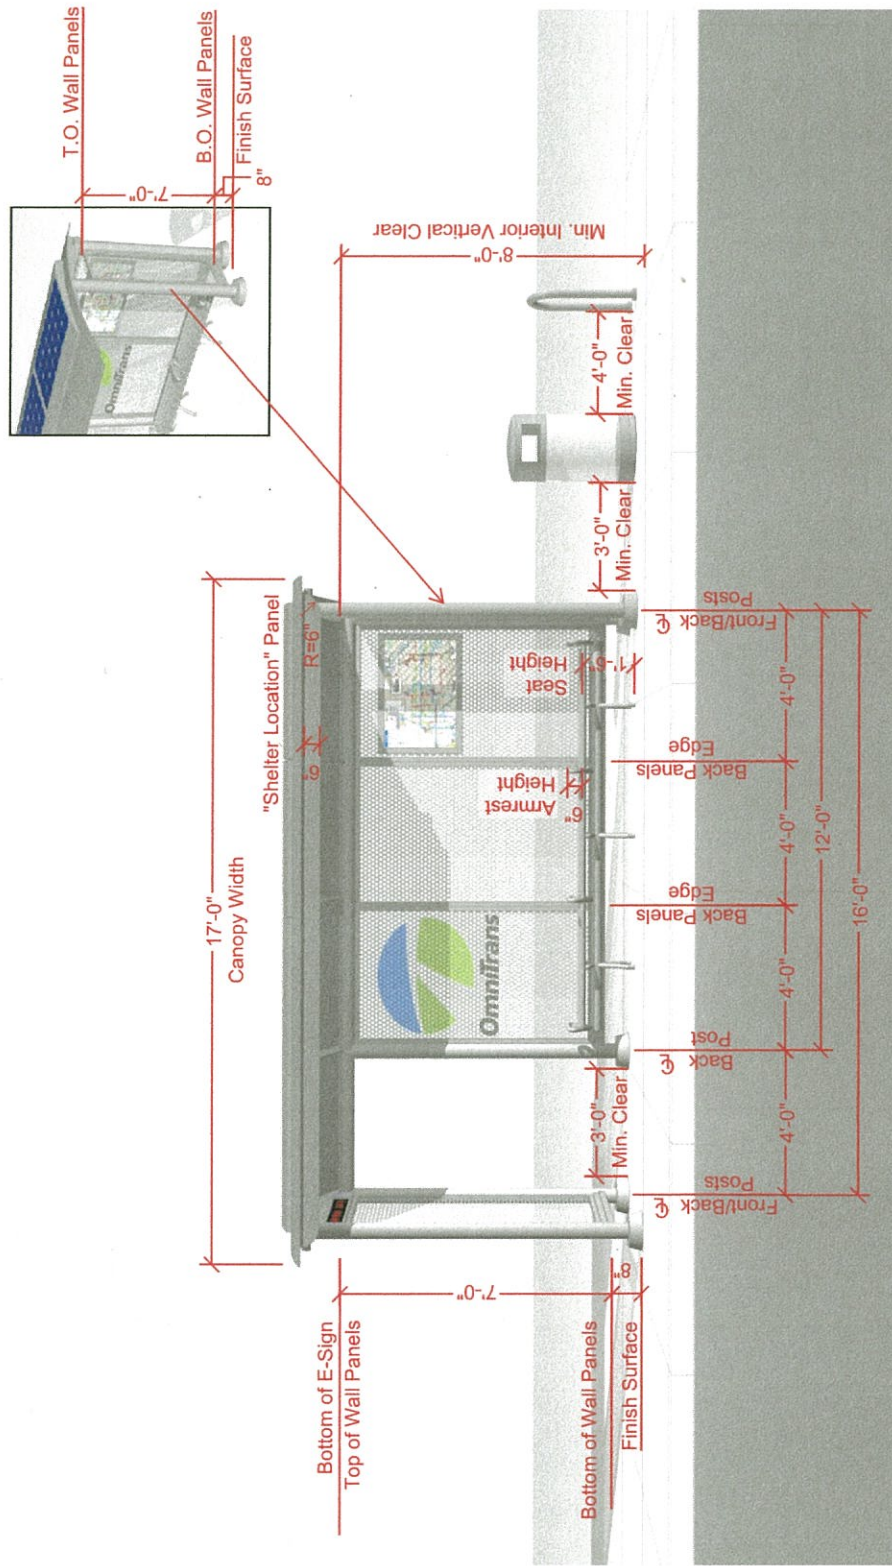 T.O. Wall Panels
7'-0"
B.O. Wall Panels
Finish Surface
8"
OmniTrans
17'-0"
Canopy Width
"Shelter Location" Panel
R=6"
6"
8'-0"
Min. Interior Vertical Clear
Bottom of E-Sign
Top of Wall Panels
7'-0"
Bottom of Wall Panels
8"
Finish Surface
OmniTrans
Armrest
Height
6"
Seat
Height
1'-6"
3'-0"
Min. Clear
3'-0"
Min. Clear
4'-0"
Min. Clear
Front/Back
Posts
℄
Back
Post
℄
Back Panels
Edge
Back Panels
Edge
Front/Back
Posts
℄
4'-0"
4'-0"
4'-0"
4'-0"
12'-0"
16'-0"